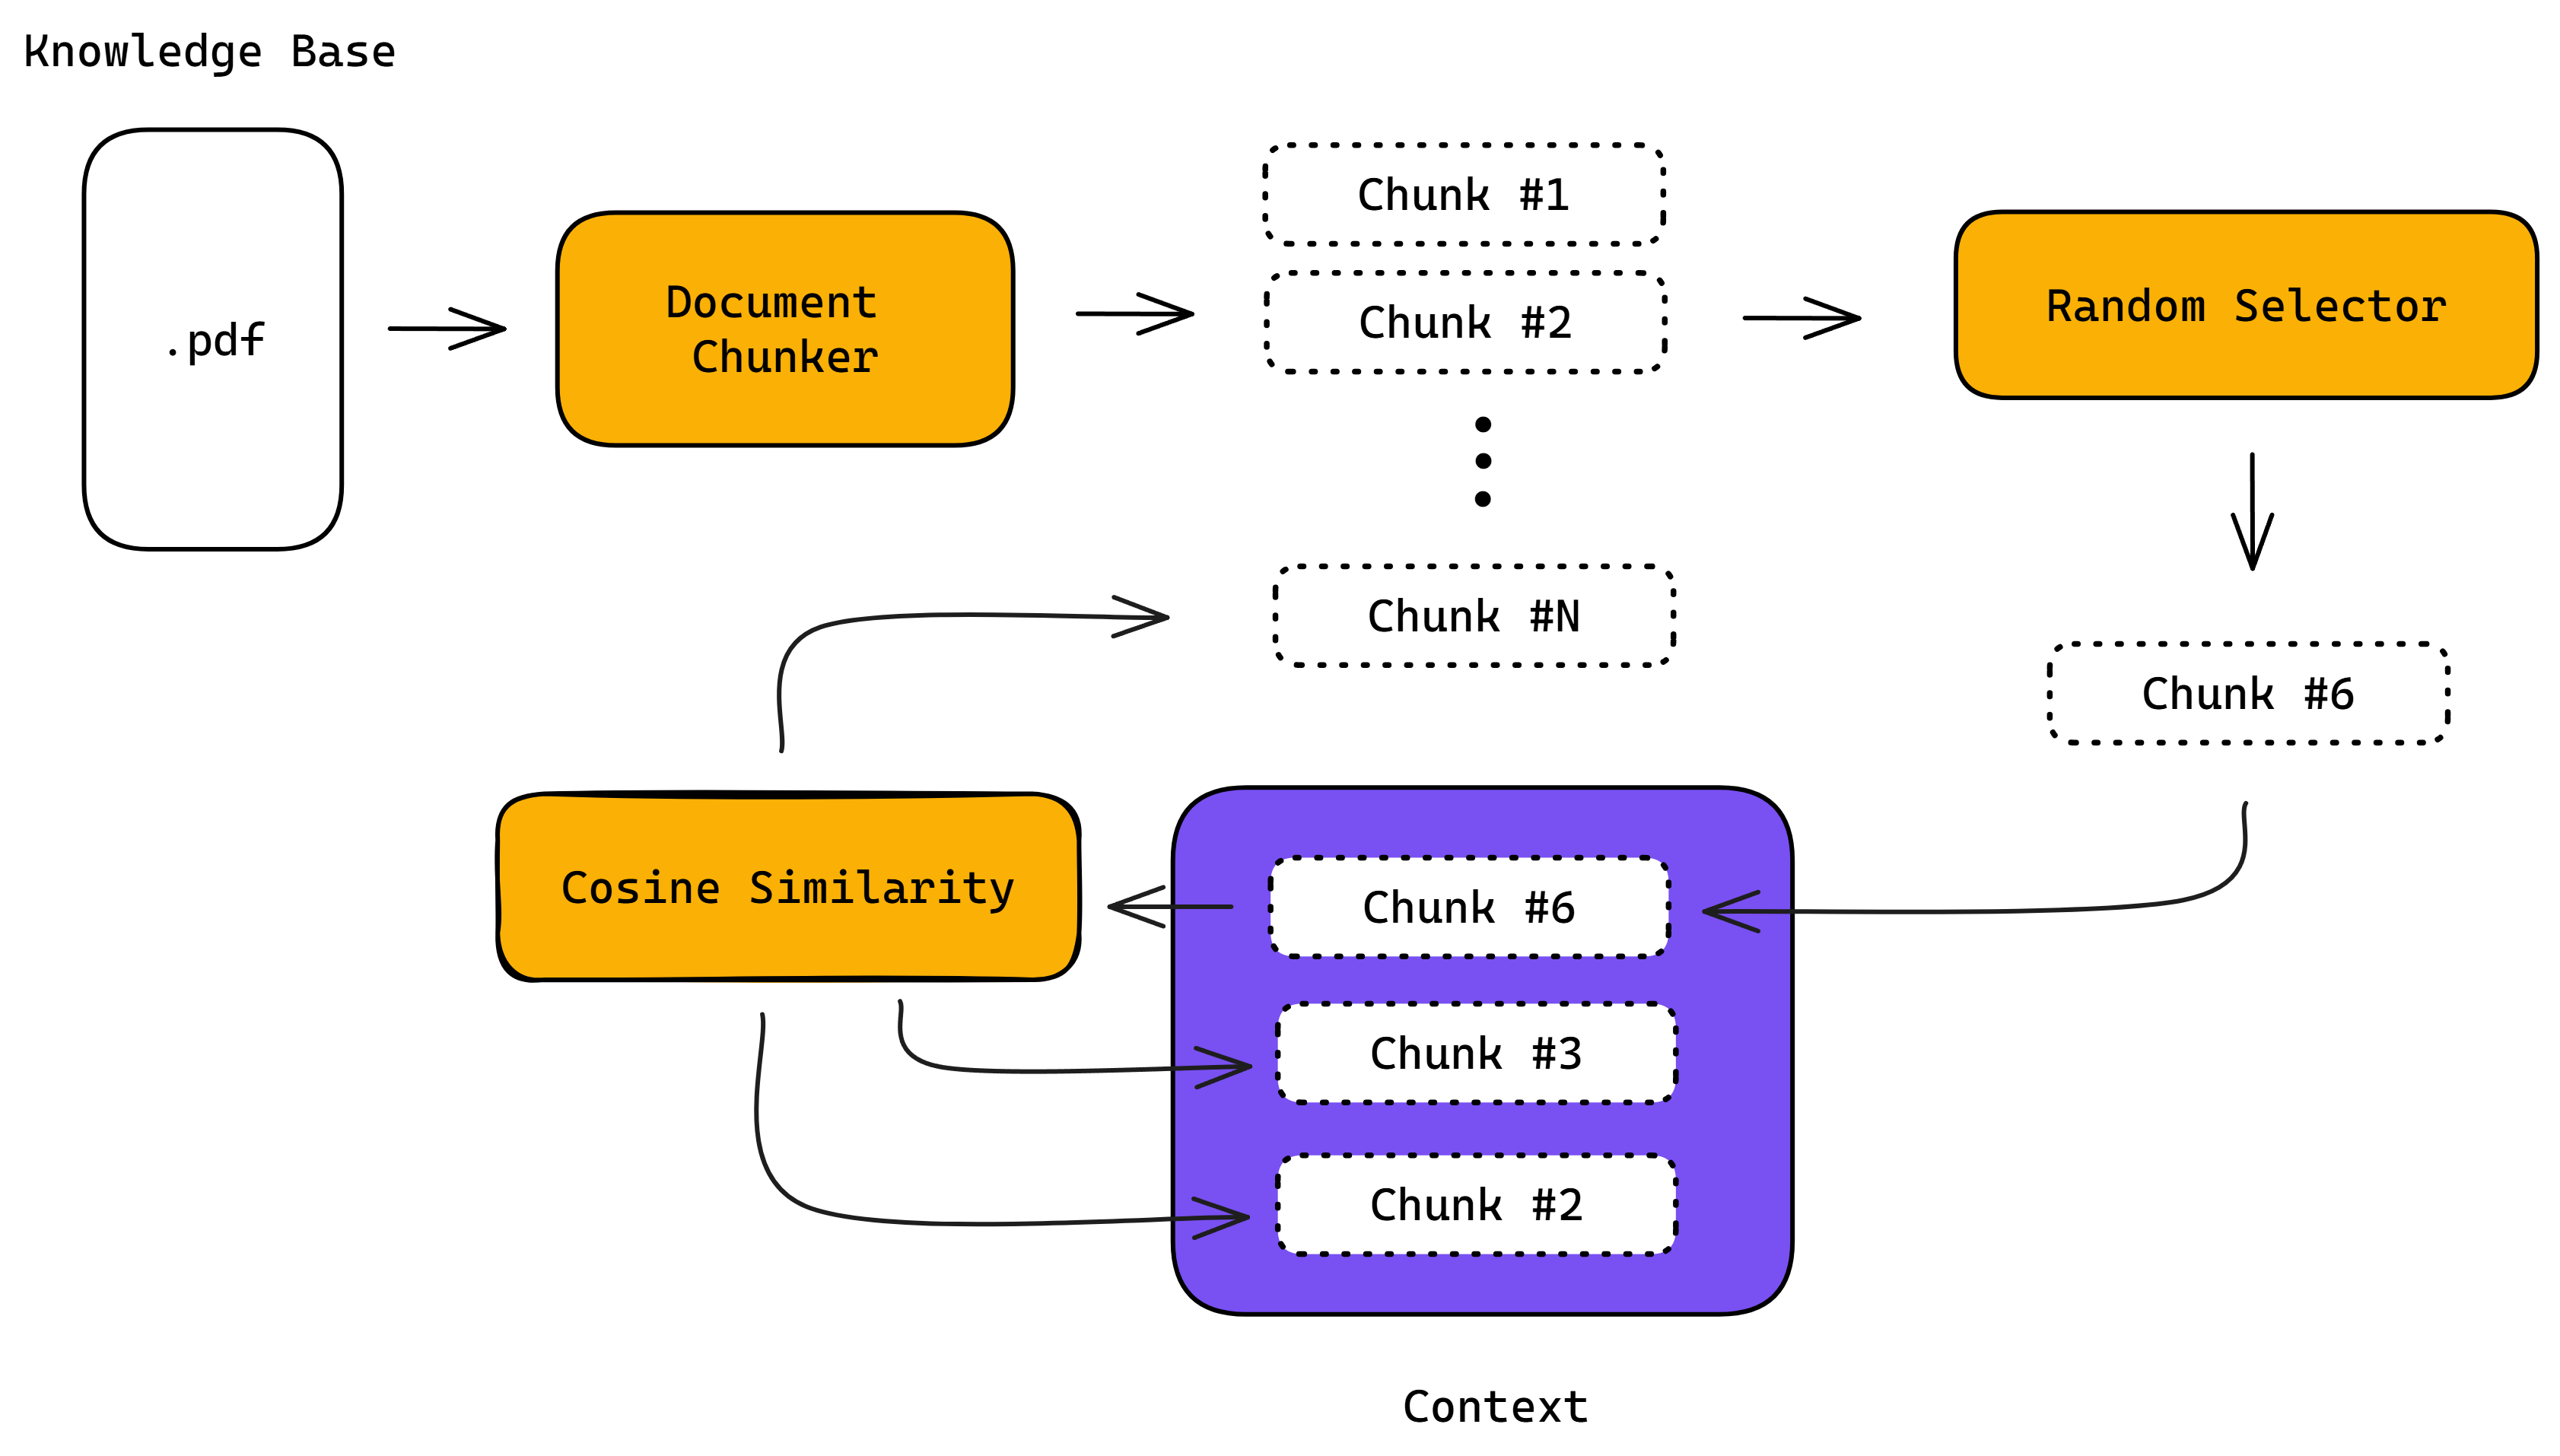 Knowledge Base
.pdf
Document
Chunker
Chunk #1
Chunk #2
Chunk #N
Random Selector
Chunk #6
Cosine Similarity
Chunk #6
Chunk #3
Chunk #2
Context